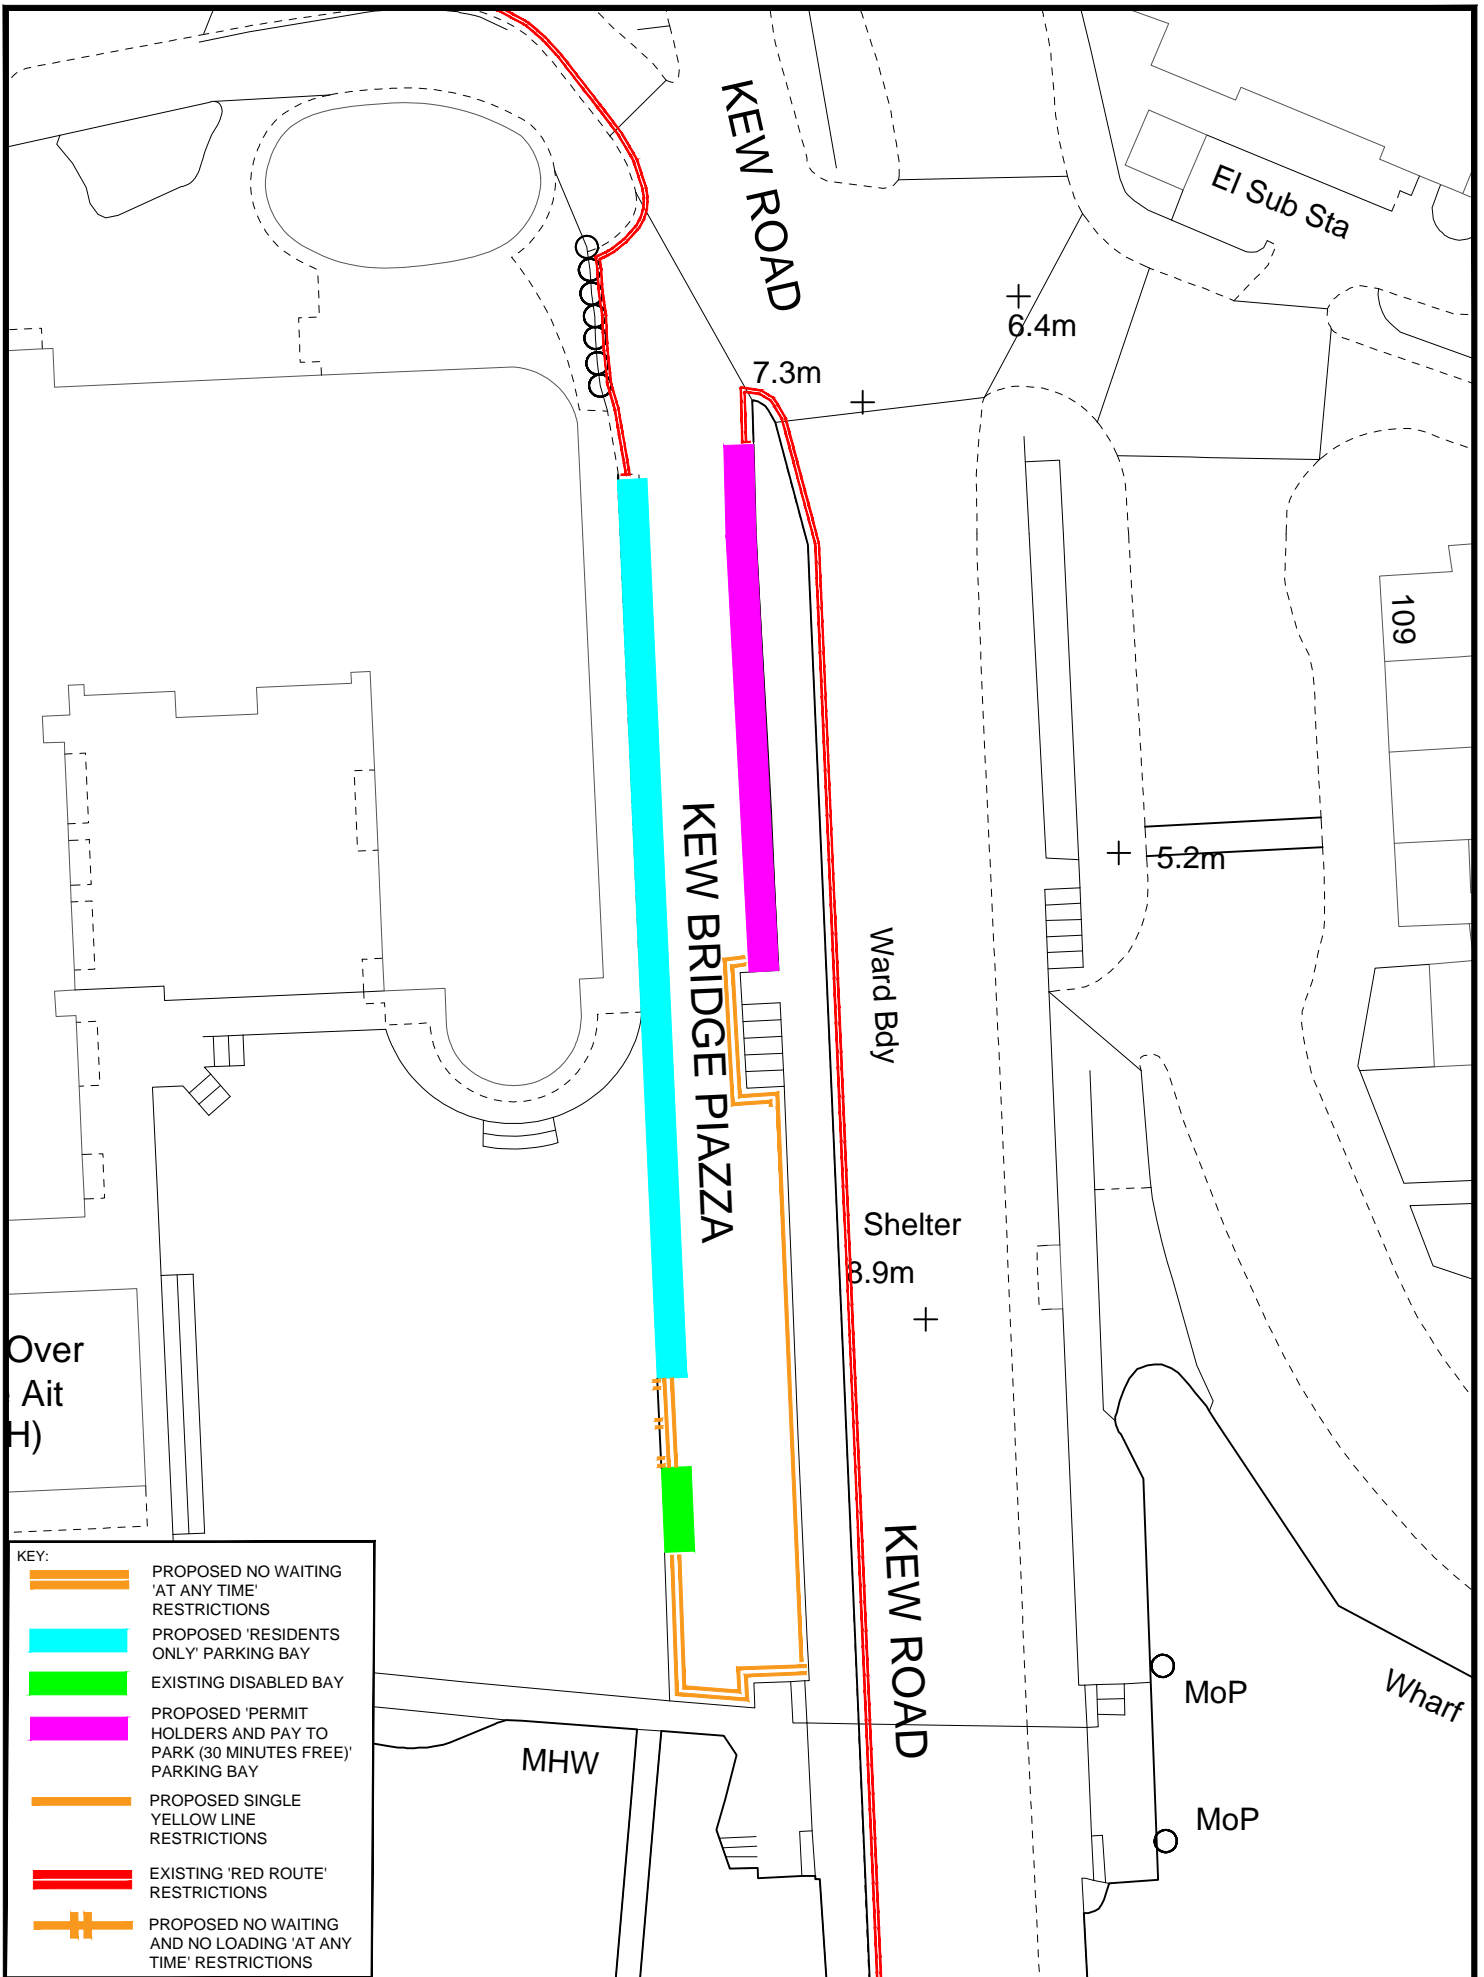 KEW ROAD
El Sub Sta
6.4m
7.3m
109
5.2m
KEW BRIDGE PIAZZA
Ward Bdy
Shelter
8.9m
Over
Ait
H)
KEW ROAD
MoP
Wharf
MHW
MoP
KEY:
PROPOSED NO WAITING
'AT ANY TIME'
RESTRICTIONS
PROPOSED 'RESIDENTS
ONLY' PARKING BAY
EXISTING DISABLED BAY
PROPOSED 'PERMIT
HOLDERS AND PAY TO
PARK (30 MINUTES FREE)'
PARKING BAY
PROPOSED SINGLE
YELLOW LINE
RESTRICTIONS
EXISTING 'RED ROUTE'
RESTRICTIONS
PROPOSED NO WAITING
AND NO LOADING 'AT ANY
TIME' RESTRICTIONS